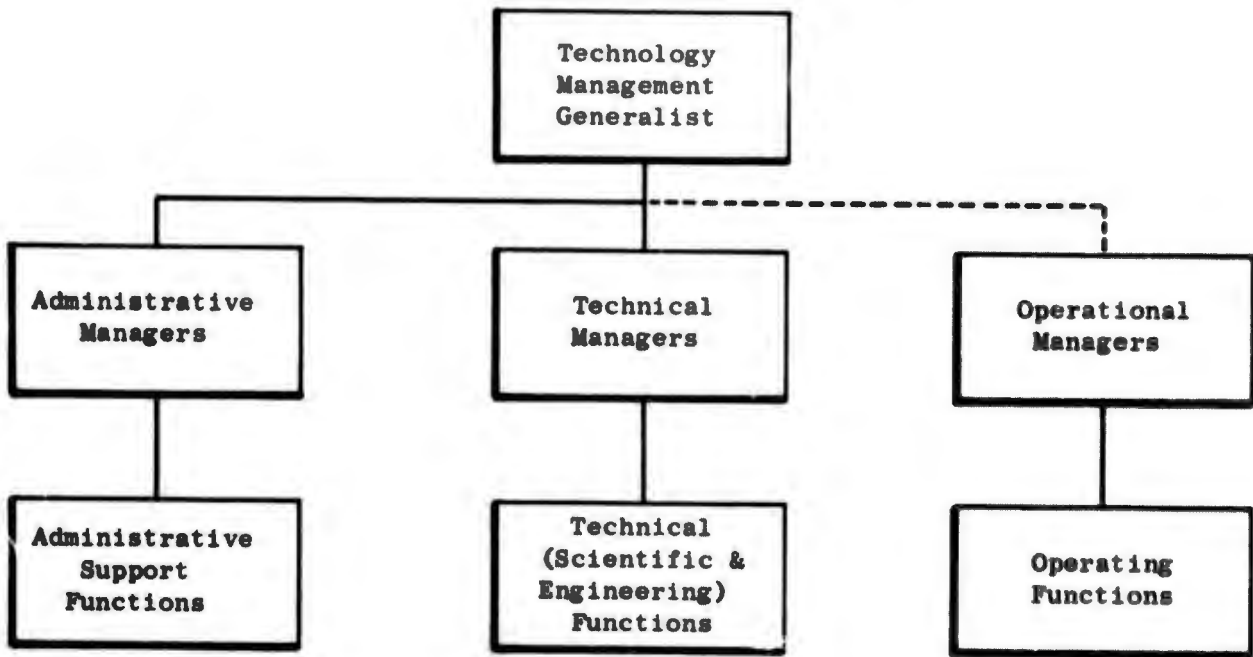 Technology
Management
Generalist
Administrative
Managers
Technical
Managers
Operational
Managers
Administrative
Support
Functions
Technical
(Scientific &
Engineering)
Functions
Operating
Functions